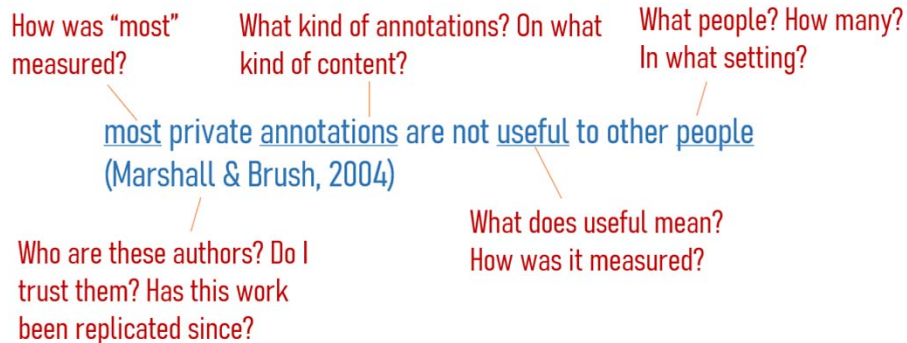 How was “most”
measured?
What kind of annotations? On what
kind of content?
What people? How many?
In what setting?
most private annotations are not useful to other people
(Marshall & Brush, 2004)
Who are these authors? Do I
trust them? Has this work
been replicated since?
What does useful mean?
How was it measured?